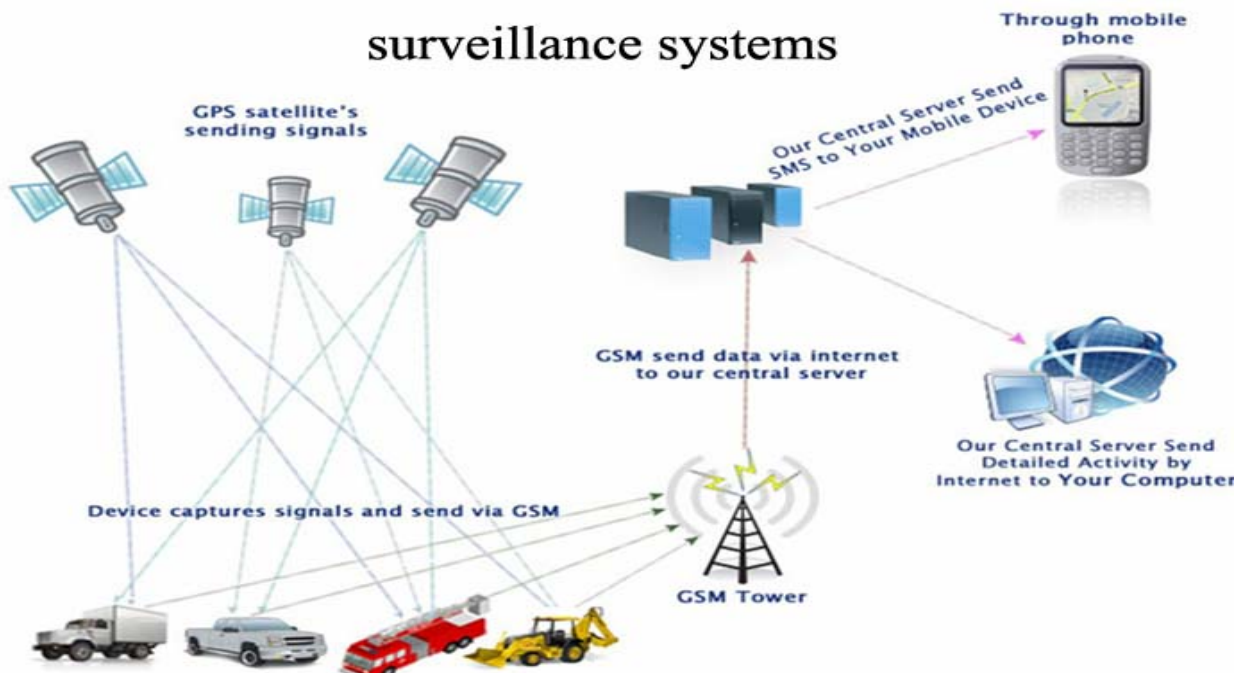 surveillance systems
GPS satellite's
sending signals
Through mobile
phone
Our Central Server Send
SMS to Your Mobile Device
GSM send data via internet
to our central server
Our Central Server Send
Detailed Activity by
Internet to Your Computer
Device captures signals and send via GSM
GSM Tower